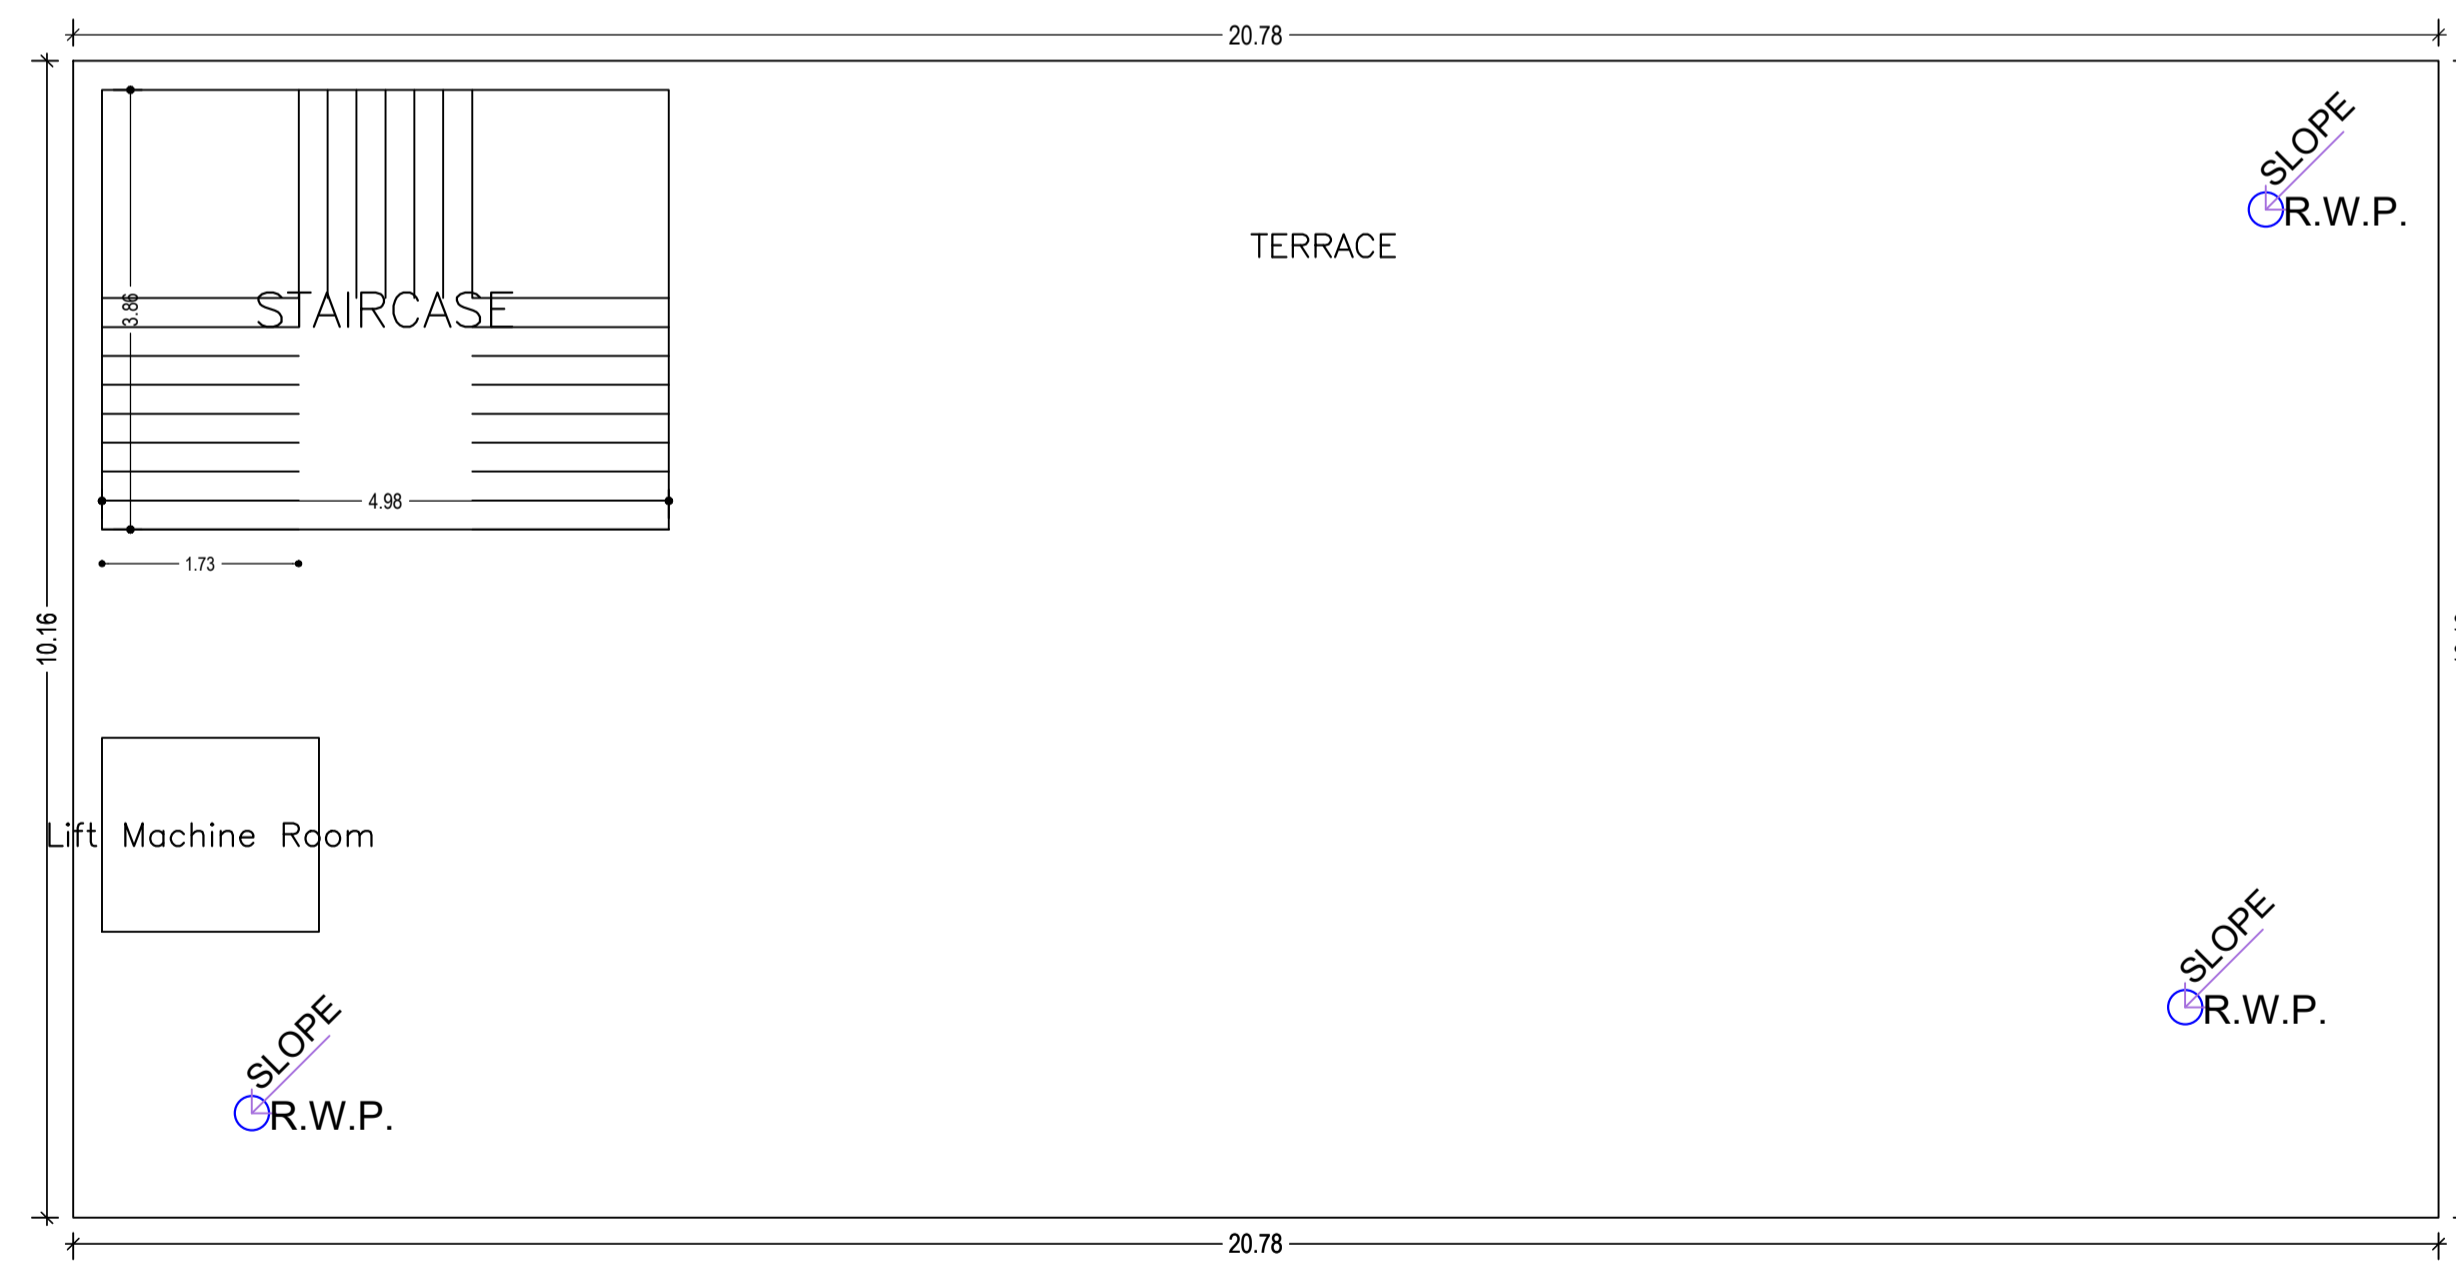 20.78
SLOPE
R.W.P.
TERRACE
3.86
STAIRCASE
4.98
1.73
10.16
Lift Machine Room
SLOPE
R.W.P.
SLOPE
R.W.P.
20.78